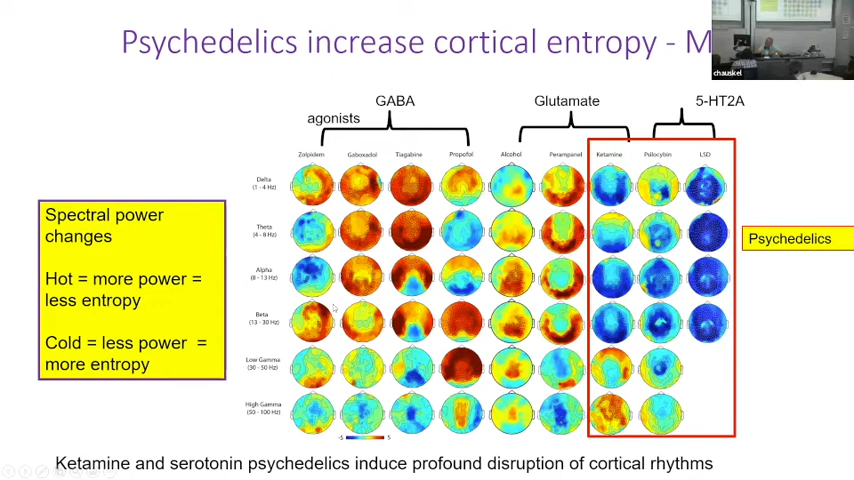 Psychedelics increase cortical entropy - M
chauskel
GABA
Glutamate
5-HT2A
agonists
Zolpidem Gaboxadol Tiagabine Propofol Alcohol Perampanel Ketamine Psilocybin LSD
Delta
(1 - 4 Hz)
Theta
(4 - 8 Hz)
Alpha
(8 - 13 Hz)
Beta
(13 - 30 Hz)
Low Gamma
(30 - 50 Hz)
High Gamma
(50 - 100 Hz)
-5 5
Spectral power
changes
Hot = more power =
less entropy
Cold = less power =
more entropy
Psychedelics
Ketamine and serotonin psychedelics induce profound disruption of cortical rhythms